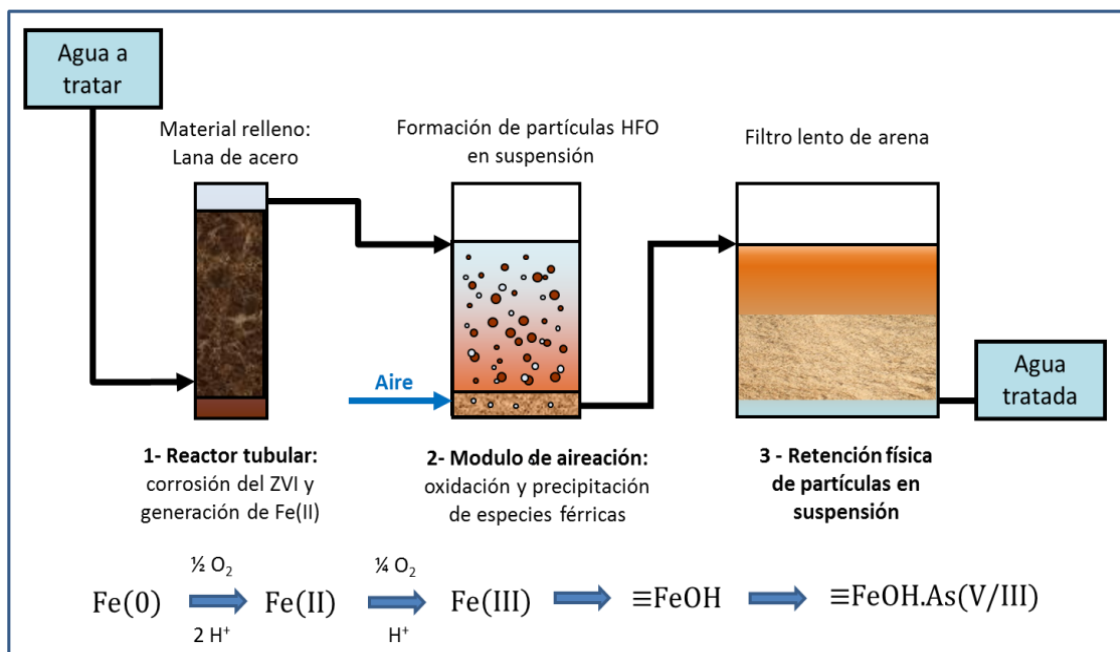 Agua a
tratar
Material relleno:
Lana de acero
Formación de partículas HFO
en suspensión
Filtro lento de arena
Aire
Agua
tratada
1- Reactor tubular:
corrosión del ZVI y
generación de Fe(II)
2- Modulo de aireación:
oxidación y precipitación
de especies férricas
3 - Retención física
de partículas en
suspensión
½ O₂
¼ O₂
Fe(0) Fe(II) Fe(III) ≡FeOH ≡FeOH.As(V/III)
2 H⁺
H⁺